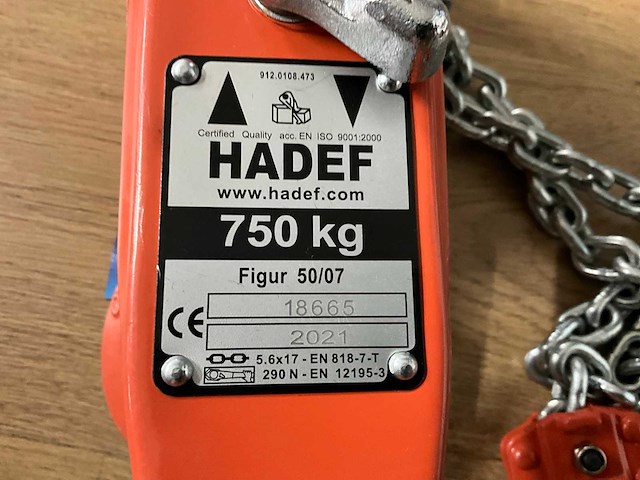 912.0108.473
Certified Quality acc. EN ISO 9001:2000
HADEF
www.hadef.com
750 kg
Figur 50/07
CE
18665
2021
5.6x17 - EN 818-7-T
290 N - EN 12195-3